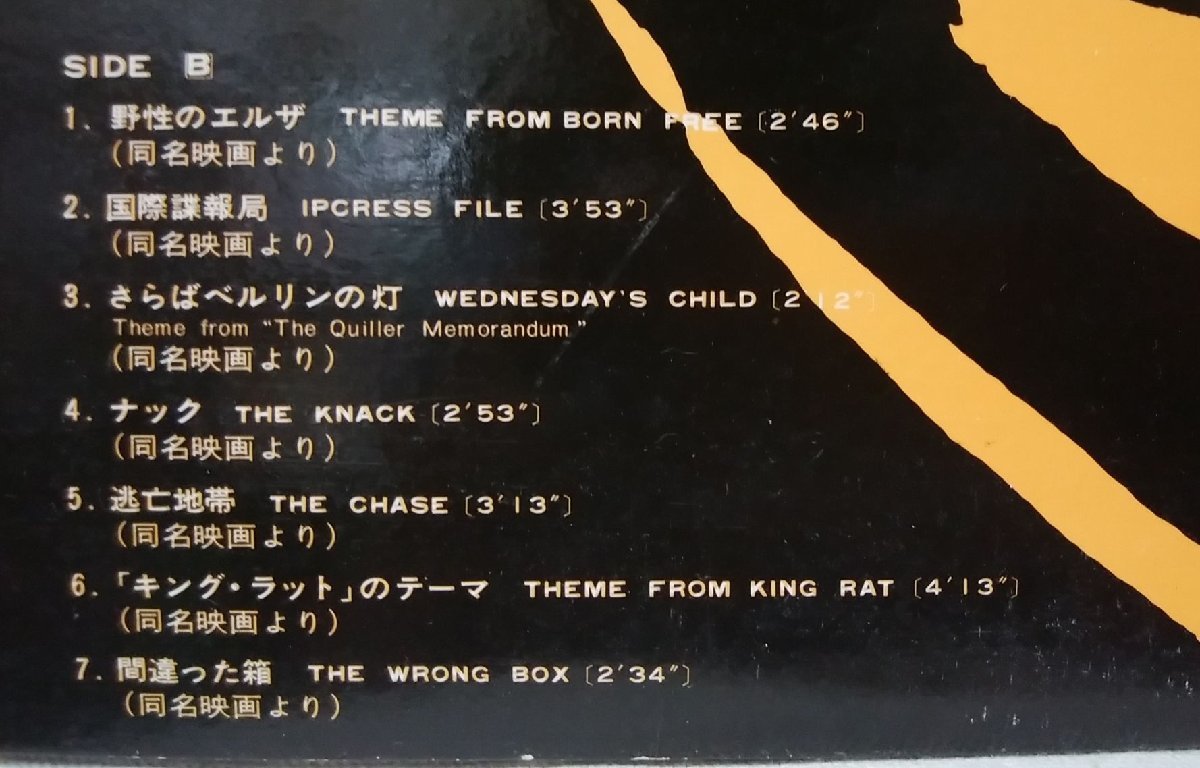 SIDE B
1. 野性のエルザ THEME FROM BORN FREE〔2′46″〕
(同名映画より)
2. 国際諜報局 IPCRESS FILE〔3′53″〕
(同名映画より)
3. さらばベルリンの灯 WEDNESDAY'S CHILD〔2′12″〕
Theme from "The Quiller Memorandum"
(同名映画より)
4. ナック THE KNACK〔2′53″〕
(同名映画より)
5. 逃亡地帯 THE CHASE〔3′13″〕
(同名映画より)
6. 「キング・ラット」のテーマ THEME FROM KING RAT〔4′13″〕
(同名映画より)
7. 間違った箱 THE WRONG BOX〔2′34″〕
(同名映画より)